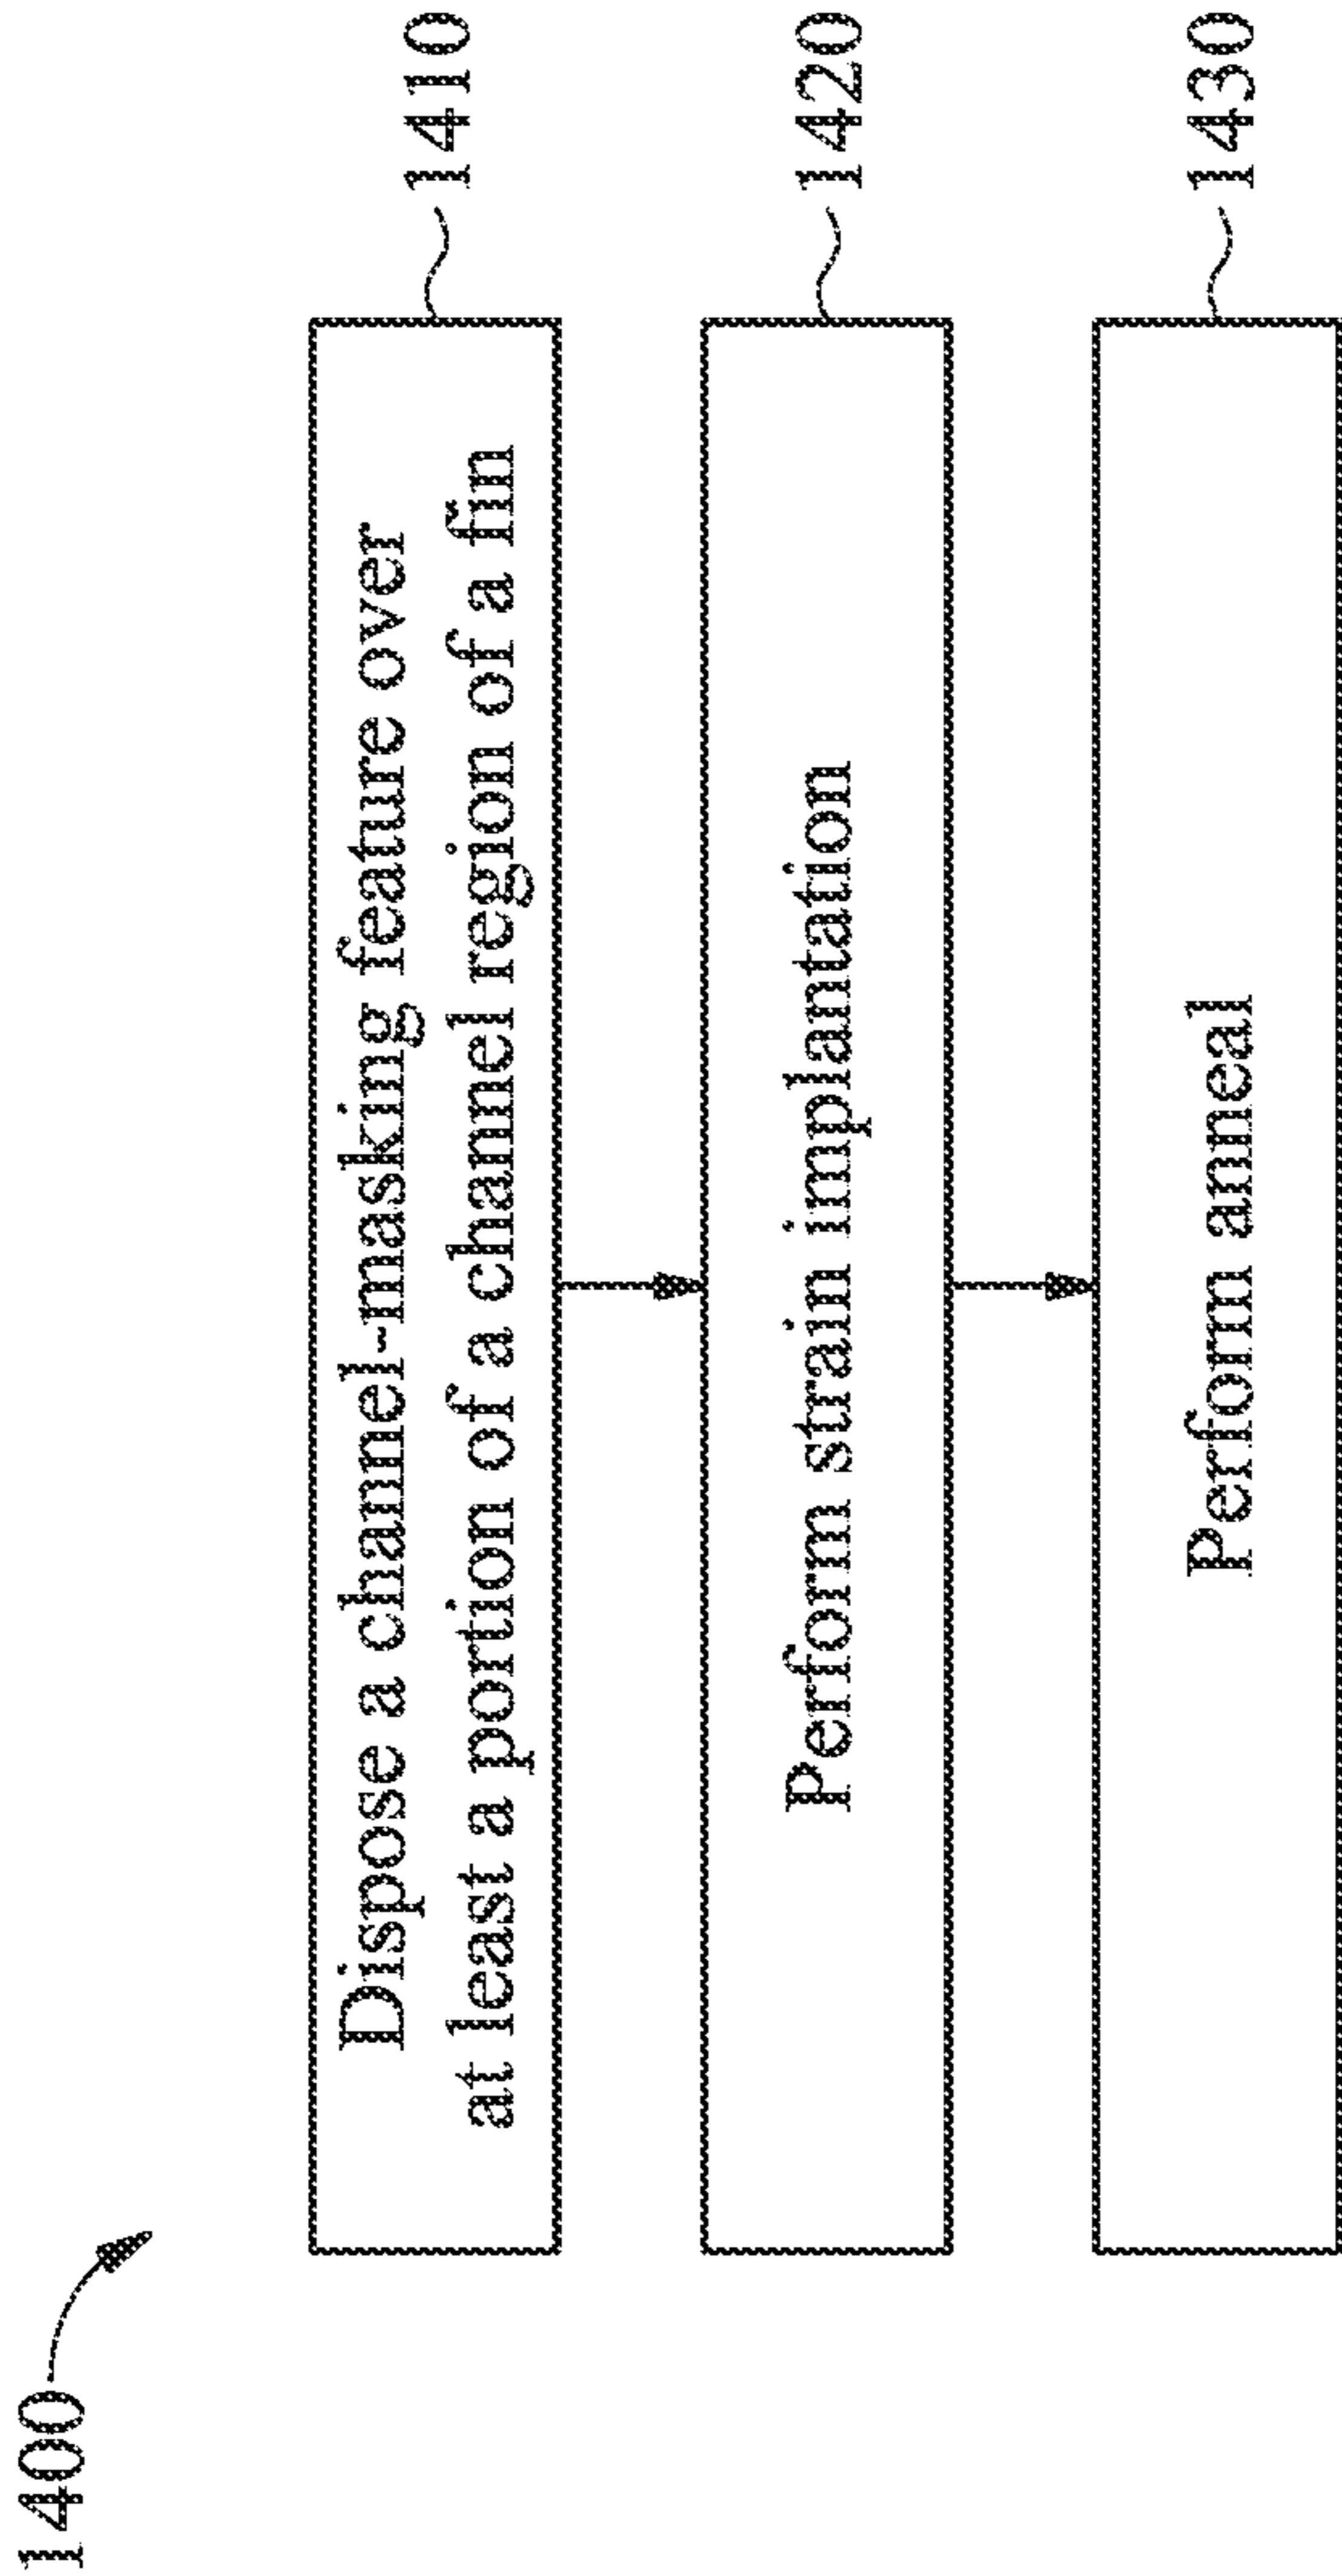 1400
Dispose a channel-masking feature over
at least a portion of a channel region of a fin
1410
Perform strain implantation
1420
Perform anneal
1430